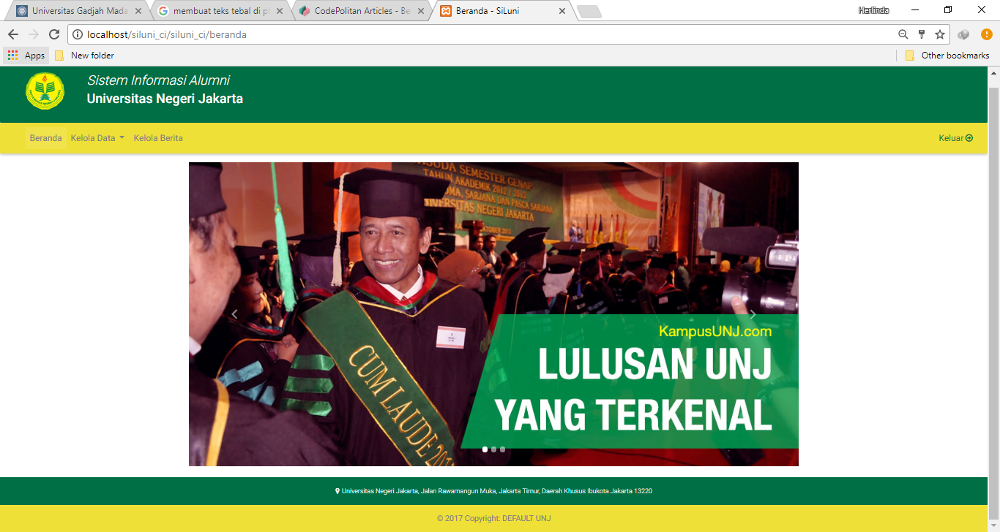 Universitas Gadjah Mada
membuat teks tebal di pl
CodePolitan Articles - Be
Beranda - SiLuni
Herlinda
localhost/siluni_ci/siluni_ci/beranda
Apps
New folder
Other bookmarks
Sistem Informasi Alumni
Universitas Negeri Jakarta
Beranda
Kelola Data
Kelola Berita
Keluar
WISUDA SEMESTER GENAP
TAHUN AKADEMIK 2012 / 2013
SARJANA DAN PASCA SARJANA
UNIVERSITAS NEGERI JAKARTA
OKTOBER 2013
CUM LAUDE
KampusUNJ.com
LULUSAN UNJ
YANG TERKENAL
Universitas Negeri Jakarta, Jalan Rawamangun Muka, Jakarta Timur, Daerah Khusus Ibukota Jakarta 13220
© 2017 Copyright: DEFAULT UNJ